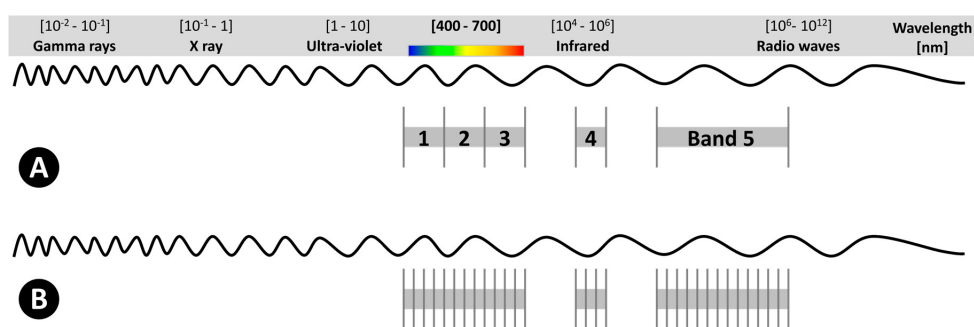 [10⁻² - 10⁻¹] [10⁻¹ - 1] [1 - 10] [400 - 700] [10⁴ - 10⁶] [10⁶- 10¹²] Wavelength
Gamma rays X ray Ultra-violet Infrared Radio waves [nm]
1 2 3 4 Band 5
A
B